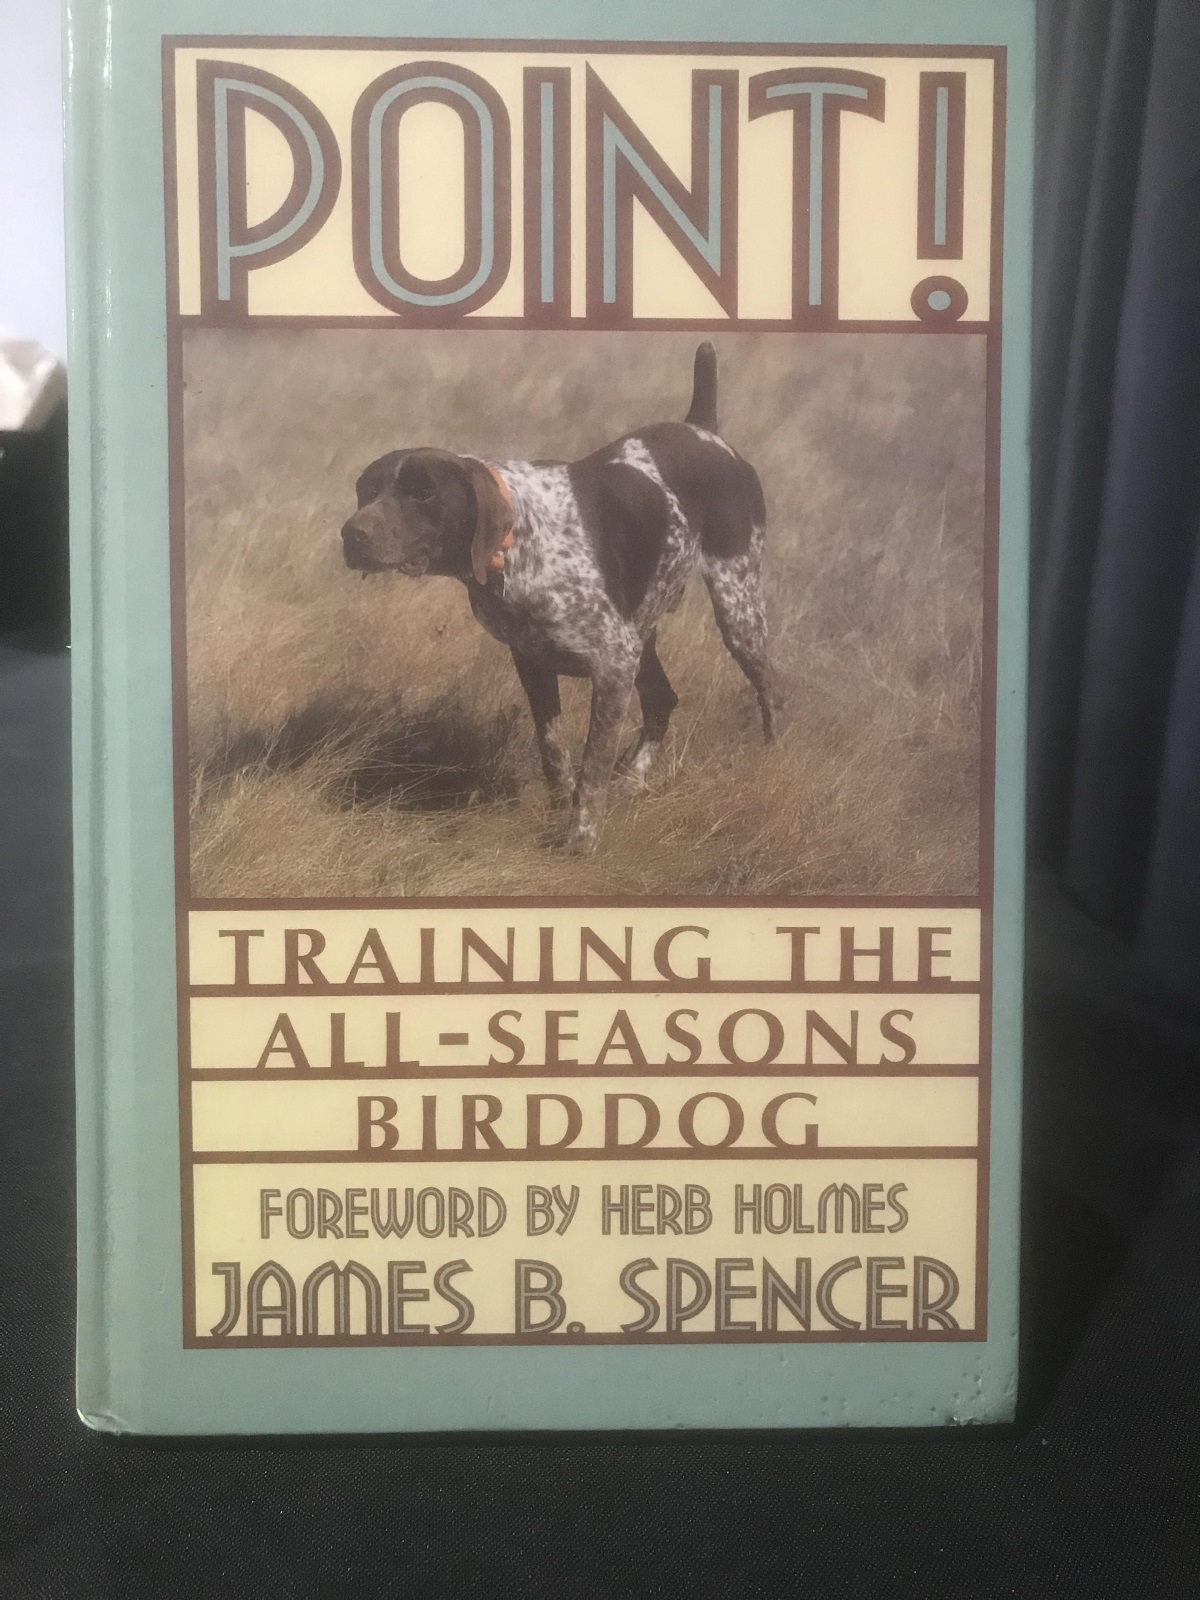 POINT!
TRAINING THE
ALL-SEASONS
BIRDDOG
FOREWORD BY HERB HOLMES
JAMES B. SPENCER